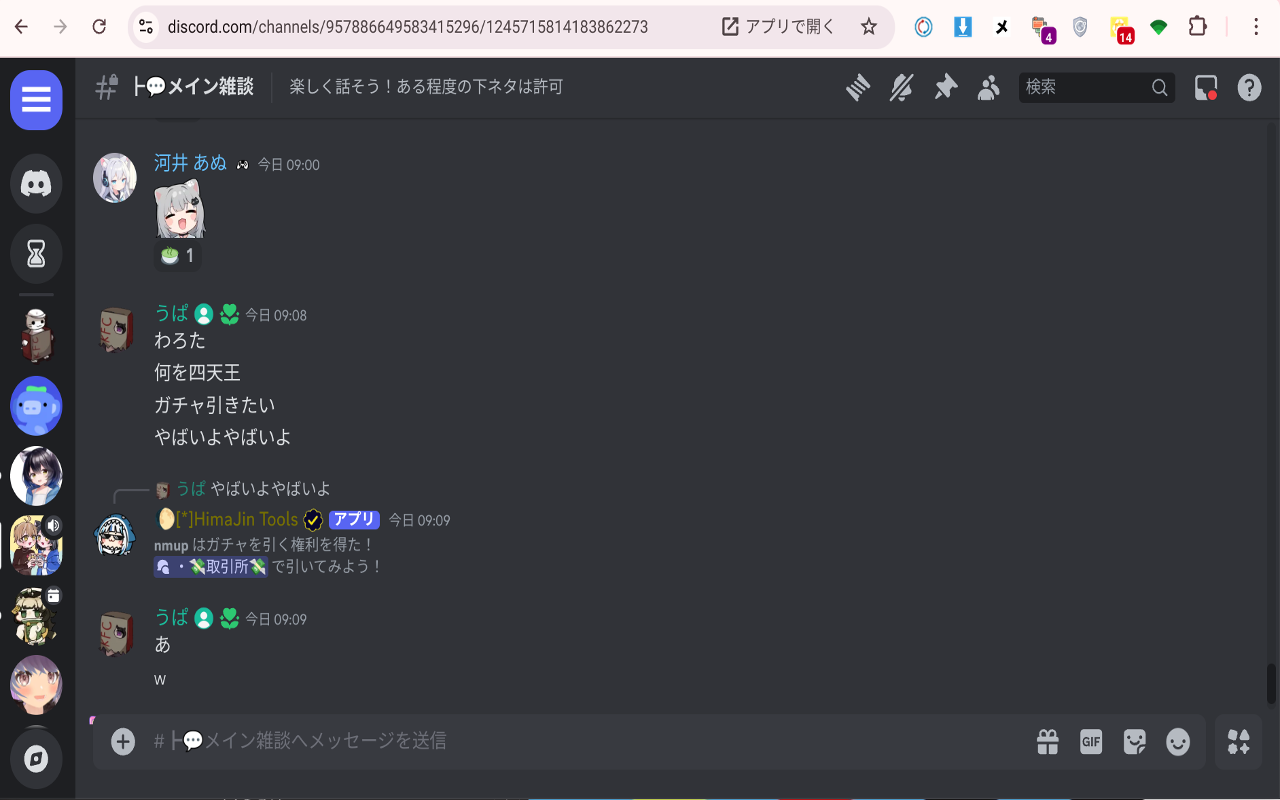 discord.com/channels/957886649583415296/1245715814183862273
アプリで開く
4
14
┣💬メイン雑談
楽しく話そう！ある程度の下ネタは許可
検索
河井 あぬ 🎮 今日 09:00
🍵 1
うぱ 今日 09:08
わろた
何を四天王
ガチャ引きたい
やばいよやばいよ
うぱ やばいよやばいよ
🌔[*]HimaJin Tools アプリ 今日 09:09
nmup はガチャを引く権利を得た！
・💸取引所💸 で引いてみよう！
うぱ 今日 09:09
あ
w
#┣💬メイン雑談へメッセージを送信
GIF
KFC